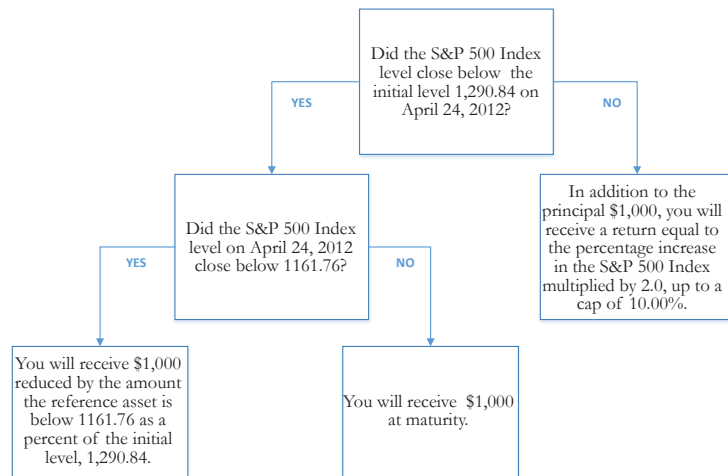 Did the S&P 500 Index
level close below the
initial level 1,290.84 on
April 24, 2012?
YES
NO
Did the S&P 500 Index
level on April 24, 2012
close below 1161.76?
In addition to the
principal $1,000, you will
receive a return equal to
the percentage increase
in the S&P 500 Index
multiplied by 2.0, up to a
cap of 10.00%.
YES
NO
You will receive $1,000
reduced by the amount
the reference asset is
below 1161.76 as a
percent of the initial
level, 1,290.84.
You will receive $1,000
at maturity.